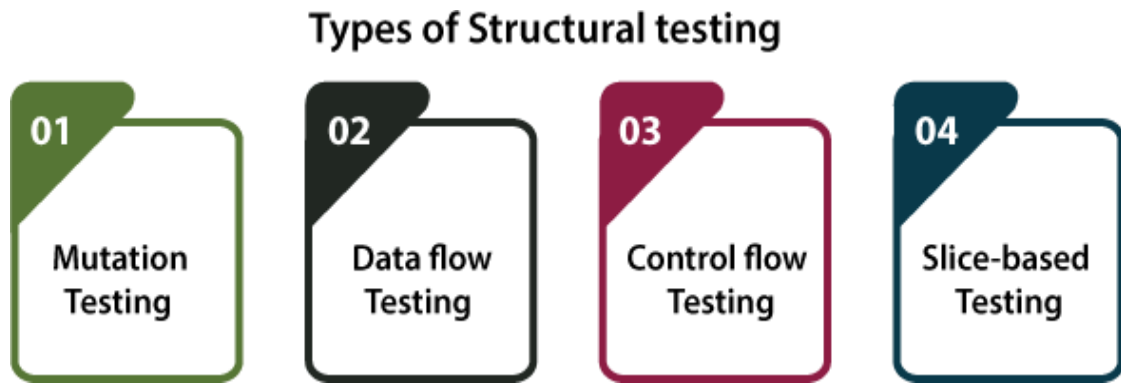 Types of Structural testing
01
Mutation
Testing
02
Data flow
Testing
03
Control flow
Testing
04
Slice-based
Testing